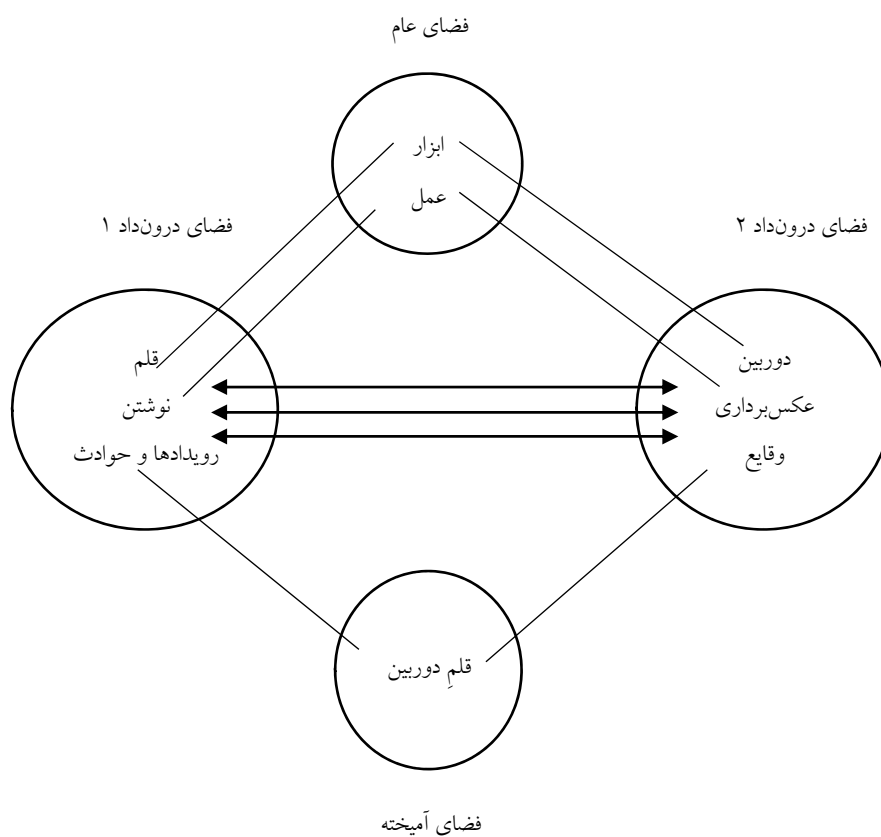 فضای عام
ابزار
عمل
فضای درون‌داد ۲
فضای درون‌داد ۱
دوربین
عکس‌برداری
وقایع
قلم
نوشتن
رویدادها و حوادث
قلمِ دوربین
فضای آمیخته